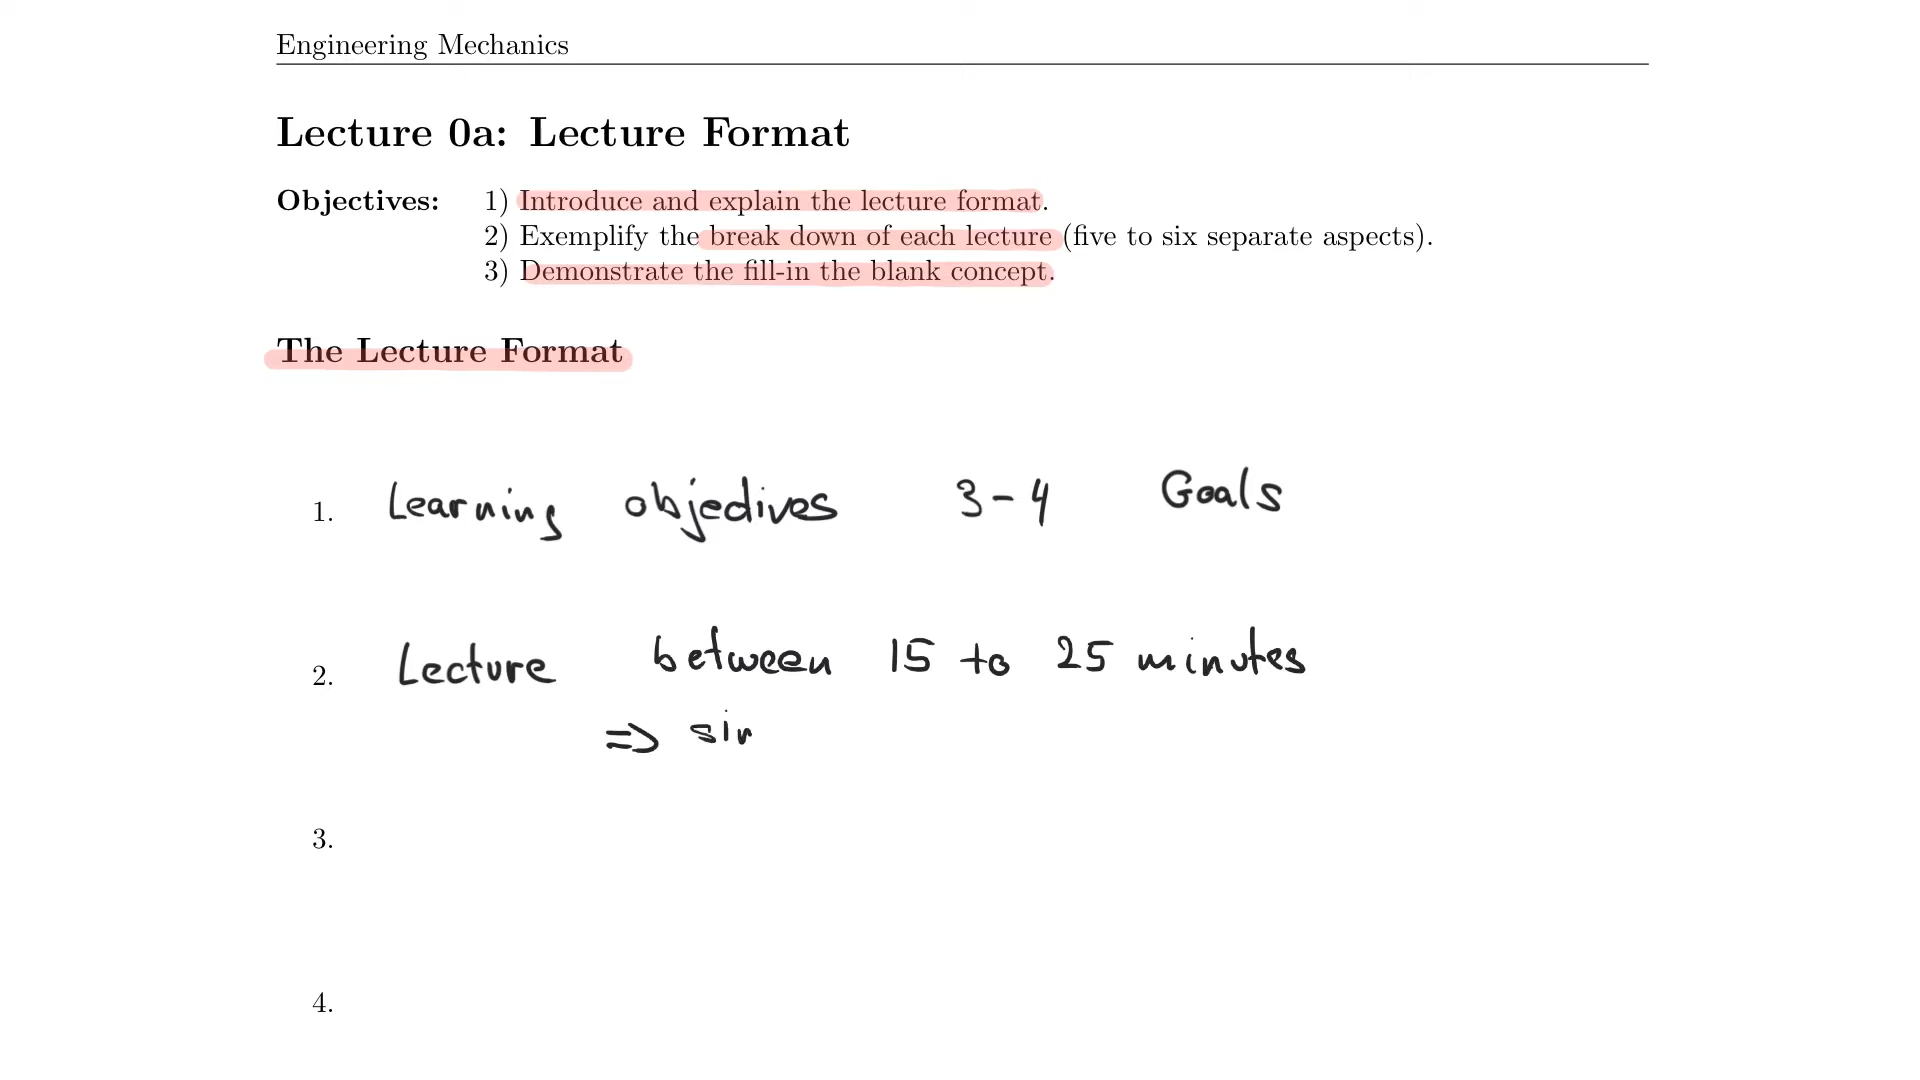 Engineering Mechanics
Lecture 0a: Lecture Format
Objectives: 1) Introduce and explain the lecture format.
2) Exemplify the break down of each lecture (five to six separate aspects).
3) Demonstrate the fill-in the blank concept.
The Lecture Format
1. Learning objectives 3-4 Goals
2. Lecture between 15 to 25 minutes
=> sin
3.
4.